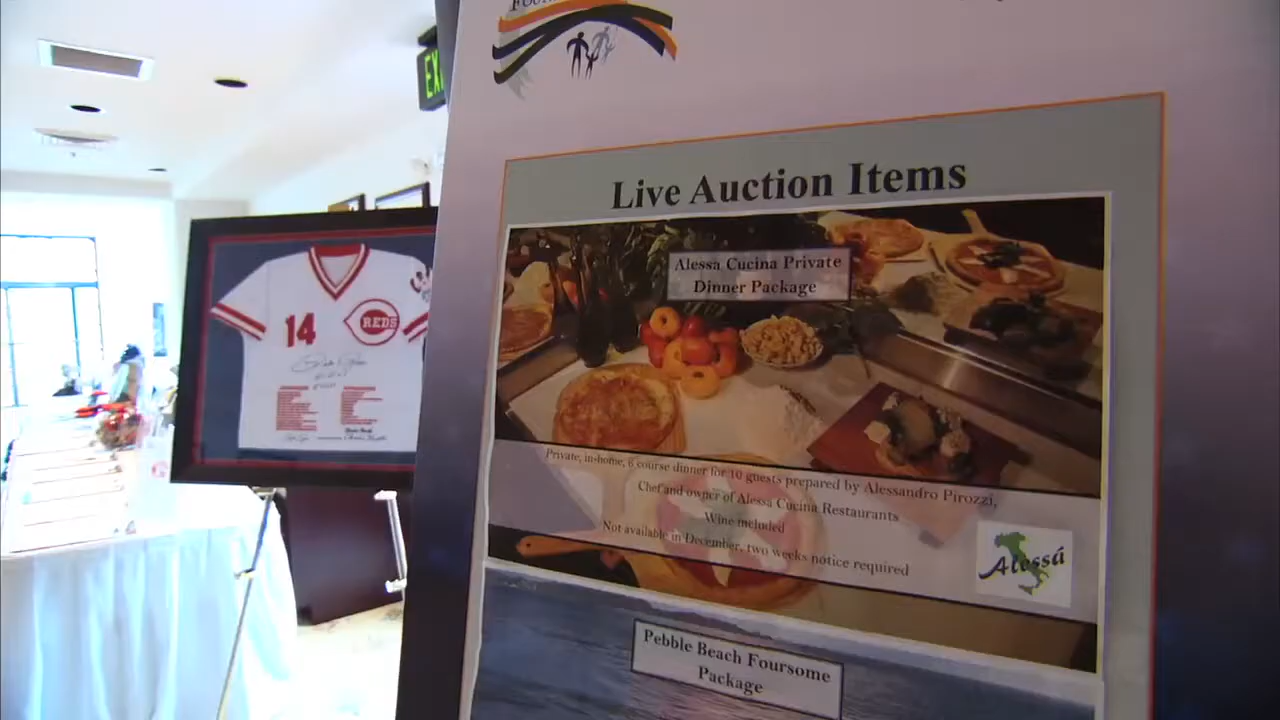 EX
Live Auction Items
Alessa Cucina Private
Dinner Package
Private, in-home, 6 course dinner for 10 guests prepared by Alessandro Pirozzi,
Chef and owner of Alessa Cucina Restaurants
Wine included
Not available in December, two weeks notice required
Alessá
Pebble Beach Foursome
Package
14
REDS